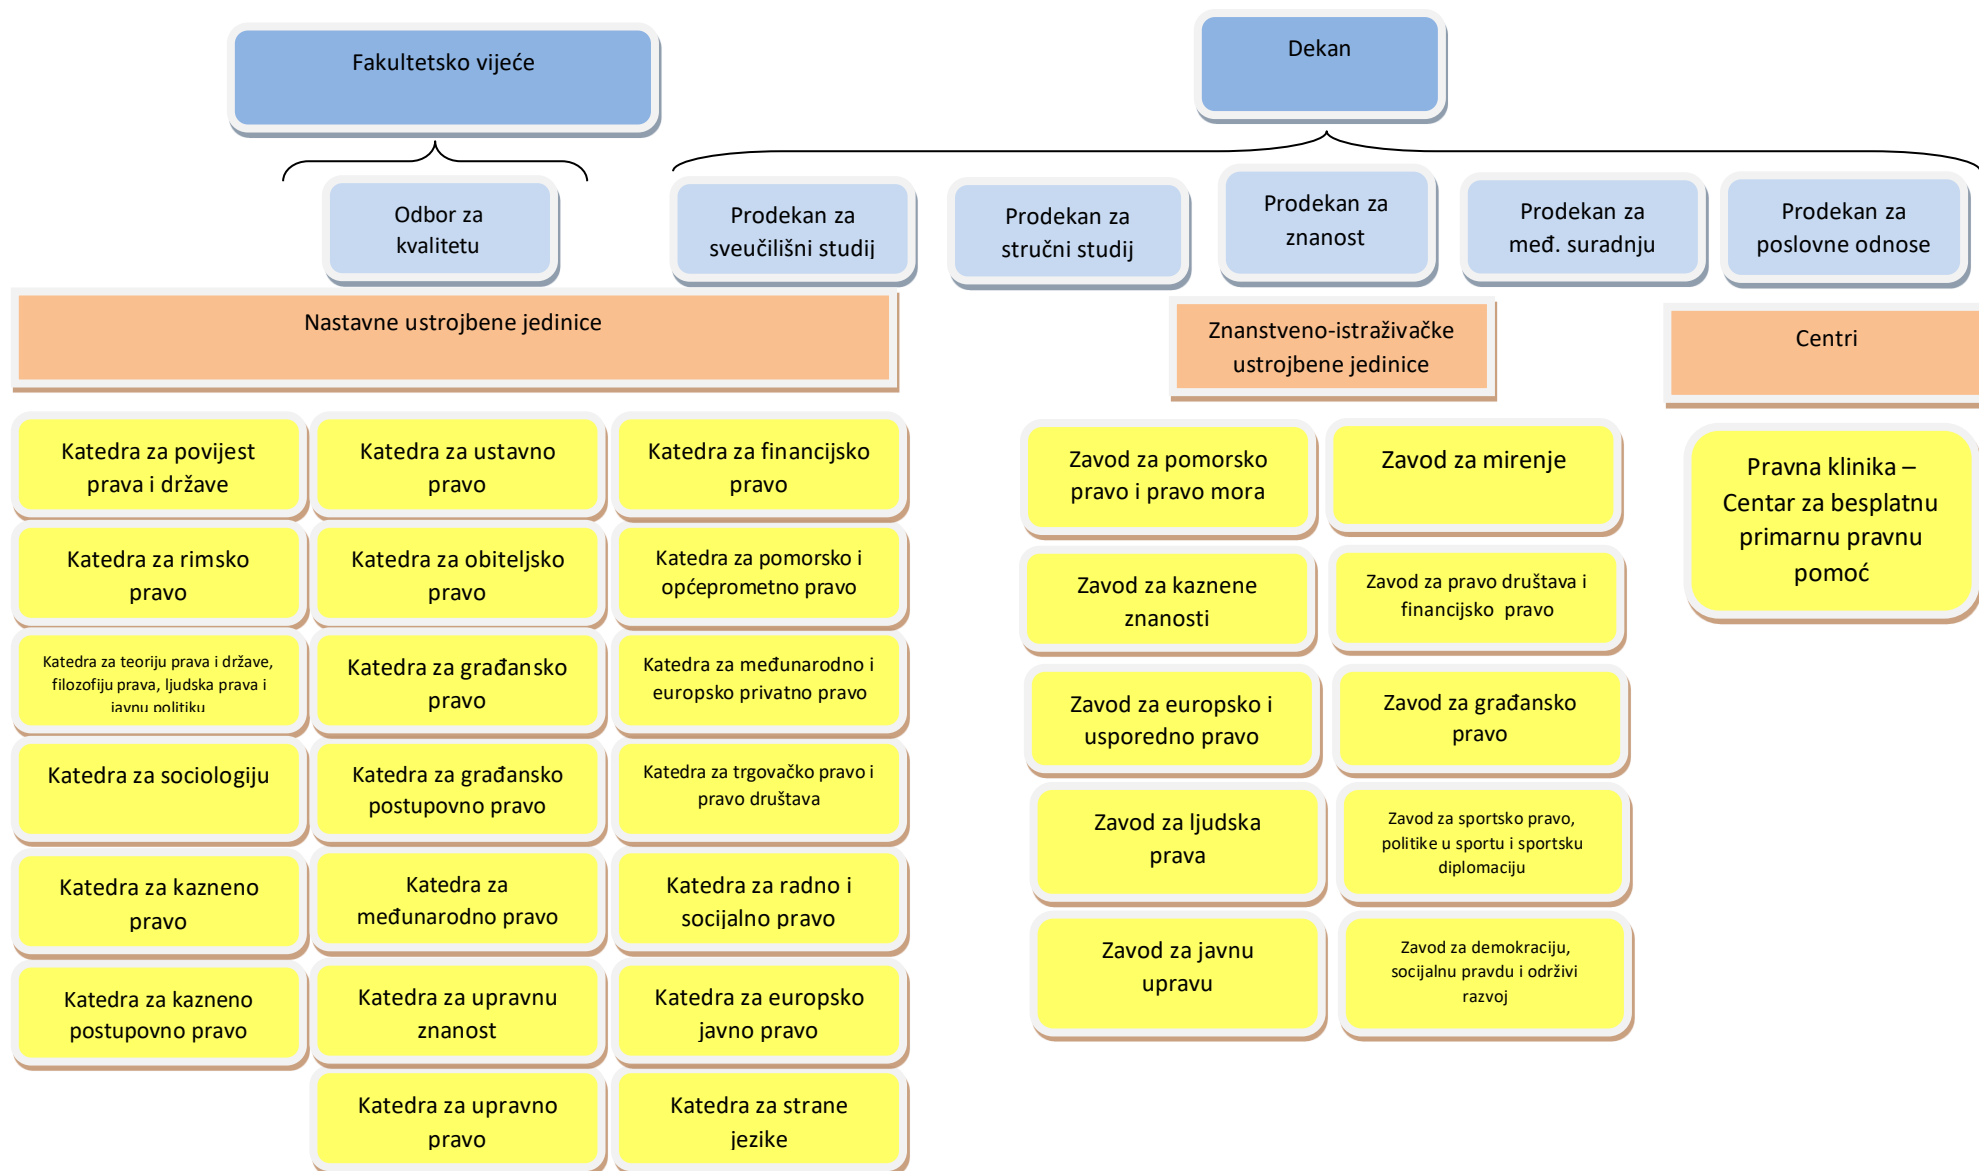 Fakultetsko vijeće
Dekan
Odbor za
kvalitetu
Prodekan za
sveučilišni studij
Prodekan za
stručni studij
Prodekan za
znanost
Prodekan za
međ. suradnju
Prodekan za
poslovne odnose
Nastavne ustrojbene jedinice
Znanstveno-istraživačke
ustrojbene jedinice
Centri
Katedra za povijest
prava i države
Katedra za ustavno
pravo
Katedra za financijsko
pravo
Katedra za rimsko
pravo
Katedra za obiteljsko
pravo
Katedra za pomorsko i
općeprometno pravo
Katedra za teoriju prava i države,
filozofiju prava, ljudska prava i
javnu politiku
Katedra za građansko
pravo
Katedra za međunarodno i
europsko privatno pravo
Katedra za sociologiju
Katedra za građansko
postupovno pravo
Katedra za trgovačko pravo i
pravo društava
Katedra za kazneno
pravo
Katedra za
međunarodno pravo
Katedra za radno i
socijalno pravo
Katedra za kazneno
postupovno pravo
Katedra za upravnu
znanost
Katedra za europsko
javno pravo
Katedra za upravno
pravo
Katedra za strane
jezike
Zavod za pomorsko
pravo i pravo mora
Zavod za mirenje
Zavod za kaznene
znanosti
Zavod za pravo društava i
financijsko  pravo
Zavod za europsko i
usporedno pravo
Zavod za građansko
pravo
Zavod za ljudska
prava
Zavod za sportsko pravo,
politike u sportu i sportsku
diplomaciju
Zavod za javnu
upravu
Zavod za demokraciju,
socijalnu pravdu i održivi
razvoj
Pravna klinika –
Centar za besplatnu
primarnu pravnu
pomoć